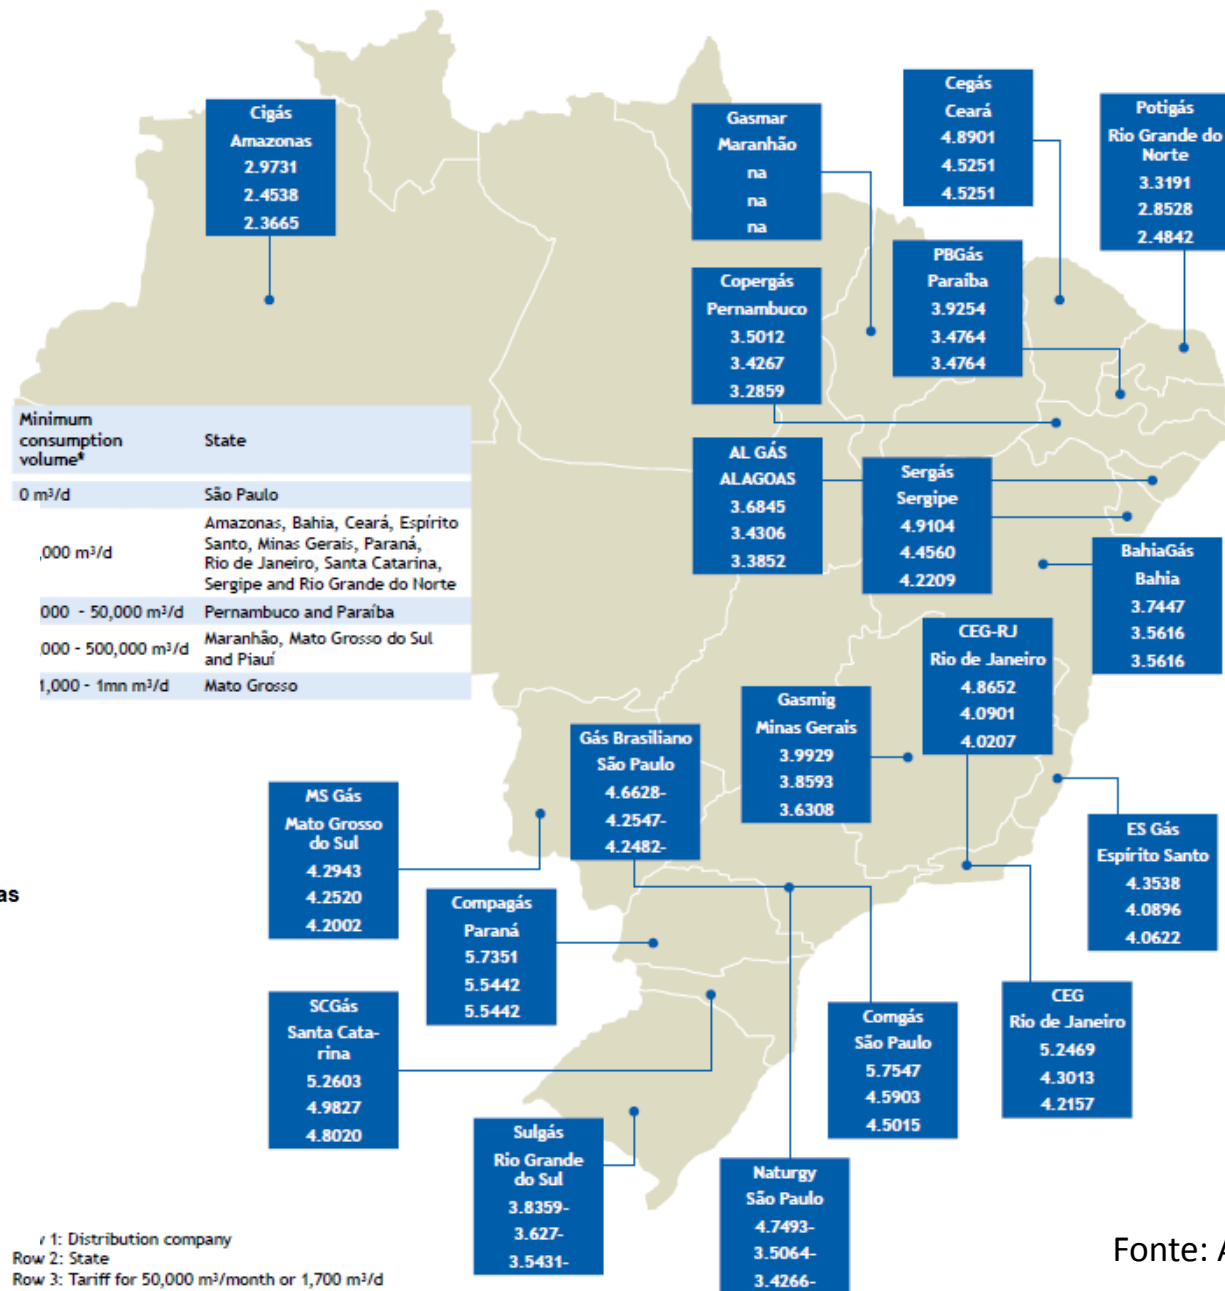 Cigás
Amazonas
2.9731
2.4538
2.3665
Gasmar
Maranhão
na
na
na
Cegás
Ceará
4.8901
4.5251
4.5251
Potigás
Rio Grande do
Norte
3.3191
2.8528
2.4842
Copergás
Pernambuco
3.5012
3.4267
3.2859
PBGás
Paraíba
3.9254
3.4764
3.4764
Minimum
consumption
volume*
State
0 m³/d
São Paulo
,000 m³/d
Amazonas, Bahia, Ceará, Espírito
Santo, Minas Gerais, Paraná,
Rio de Janeiro, Santa Catarina,
Sergipe and Rio Grande do Norte
000 - 50,000 m³/d
Pernambuco and Paraíba
,000 - 500,000 m³/d
Maranhão, Mato Grosso do Sul
and Piauí
1,000 - 1mn m³/d
Mato Grosso
AL GÁS
ALAGOAS
3.6845
3.4306
3.3852
Sergás
Sergipe
4.9104
4.4560
4.2209
BahiaGás
Bahia
3.7447
3.5616
3.5616
CEG-RJ
Rio de Janeiro
4.8652
4.0901
4.0207
Gasmig
Minas Gerais
3.9929
3.8593
3.6308
Gás Brasiliano
São Paulo
4.6628-
4.2547-
4.2482-
MS Gás
Mato Grosso
do Sul
4.2943
4.2520
4.2002
ES Gás
Espírito Santo
4.3538
4.0896
4.0622
as
Compagás
Paraná
5.7351
5.5442
5.5442
SCGás
Santa Cata-
rina
5.2603
4.9827
4.8020
Comgás
São Paulo
5.7547
4.5903
4.5015
CEG
Rio de Janeiro
5.2469
4.3013
4.2157
Sulgás
Rio Grande
do Sul
3.8359-
3.627-
3.5431-
Naturgy
São Paulo
4.7493-
3.5064-
3.4266-
1: Distribution company
Row 2: State
Row 3: Tariff for 50,000 m³/month or 1,700 m³/d
Fonte: A